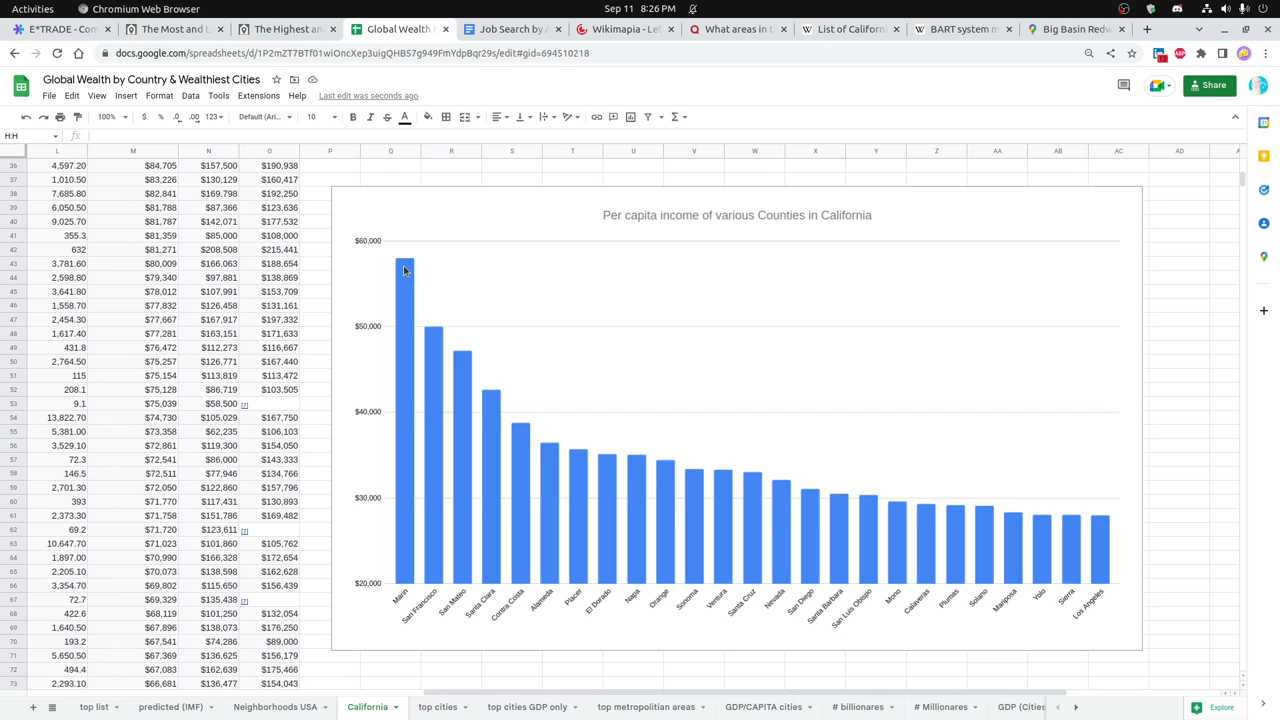 Activities Chromium Web Browser Sep 11 8:26 PM
E*TRADE - Com The Most and L The Highest and Global Wealth b Job Search by A Wikimapia - Let What areas in t List of Californi BART system m Big Basin Redw
docs.google.com/spreadsheets/d/1P2mZT7BTf01wiOncXep3uigQHB57g949FmYdpBqr29s/edit#gid=694510218
Global Wealth by Country & Wealthiest Cities
File Edit View Insert Format Data Tools Extensions Help Last edit was seconds ago
Share
100% $ % .0 .00 123 Default (Ari... 10 B I S A
H:H fx
L M N O P Q R S T U V W X Y Z AA AB AC AD
36 4,597.20 $84,705 $157,500 $190,938
37 1,010.50 $83,226 $130,129 $160,417
38 7,685.80 $82,841 $169,798 $192,250
39 6,050.50 $81,788 $87,366 $123,636
40 9,025.70 $81,787 $142,071 $177,532
41 355.3 $81,359 $85,000 $108,000
42 632 $81,271 $208,508 $215,441
43 3,781.60 $80,009 $166,063 $188,654
44 2,598.80 $79,340 $97,881 $138,869
45 3,641.80 $78,012 $107,991 $153,709
46 1,558.70 $77,832 $126,458 $131,161
47 2,454.30 $77,667 $167,917 $197,332
48 1,617.40 $77,281 $163,151 $171,633
49 431.8 $76,472 $112,273 $116,667
50 2,764.50 $75,257 $126,771 $167,440
51 115 $75,154 $113,819 $113,472
52 208.1 $75,128 $86,719 $103,505
53 9.1 $75,039 $58,500 [7]
54 13,822.70 $74,730 $105,029 $167,750
55 5,381.00 $73,358 $62,235 $106,103
56 3,529.10 $72,861 $119,300 $154,050
57 72.3 $72,541 $86,000 $143,333
58 146.5 $72,511 $77,946 $134,766
59 2,701.30 $72,050 $122,860 $157,796
60 393 $71,770 $117,431 $130,893
61 2,373.30 $71,758 $151,786 $169,482
62 69.2 $71,720 $123,611 [7]
63 10,647.70 $71,023 $101,860 $105,762
64 1,897.00 $70,990 $166,328 $172,654
65 2,205.10 $70,073 $138,598 $162,628
66 3,354.70 $69,802 $115,650 $156,439
67 72.7 $69,329 $135,438 [7]
68 422.6 $68,119 $101,250 $132,054
69 1,640.50 $67,896 $138,073 $176,250
70 193.2 $67,541 $74,286 $89,000
71 5,650.50 $67,369 $136,625 $156,179
72 494.4 $67,083 $162,639 $175,466
73 2,293.10 $66,681 $136,477 $154,043
Per capita income of various Counties in California
$60,000
$50,000
$40,000
$30,000
$20,000
Marin San Francisco San Mateo Santa Clara Contra Costa Alameda Placer El Dorado Napa Orange Sonoma Ventura Santa Cruz Nevada San Diego Santa Barbara San Luis Obispo Mono Calaveras Plumas Solano Mariposa Yolo Sierra Los Angeles
top list predicted (IMF) Neighborhoods USA California top cities top cities GDP only top metropolitan areas GDP/CAPITA cities # billionaires # Millionares GDP (Cities Explore